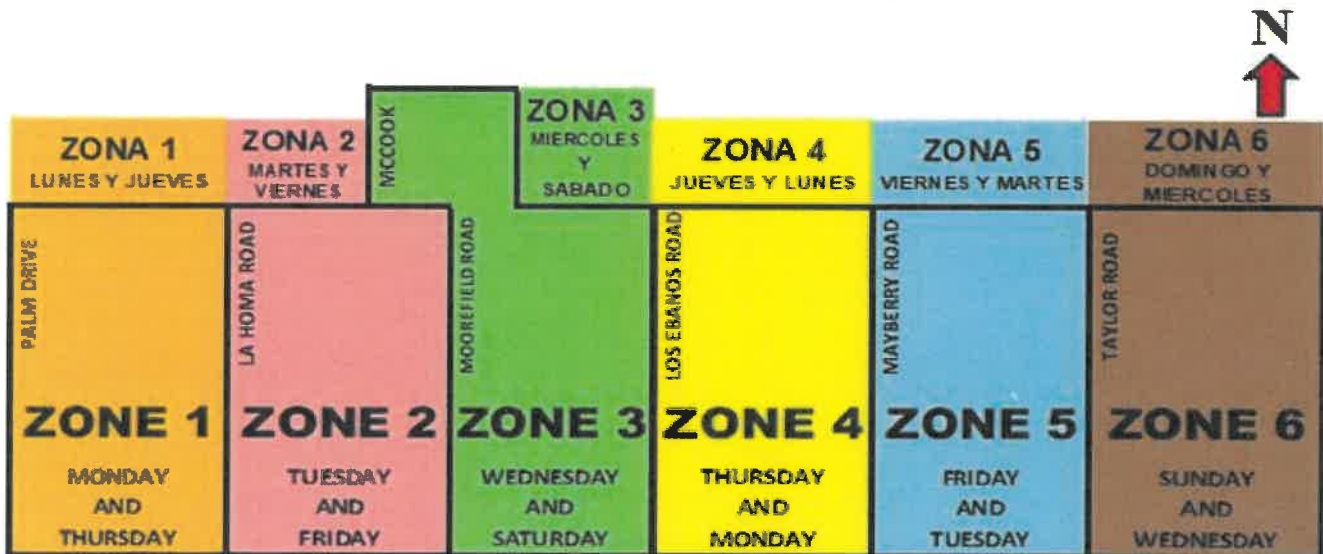 N
ZONA 1
LUNES Y JUEVES
ZONA 2
MARTES Y
VIERNES
MCCOOK
ZONA 3
MIERCOLES
Y
SABADO
ZONA 4
JUEVES Y LUNES
ZONA 5
VIERNES Y MARTES
ZONA 6
DOMINGO Y
MIERCOLES
PALM DRIVE
LA HOMA ROAD
MOOREFIELD ROAD
LOS EBANOS ROAD
MAYBERRY ROAD
TAYLOR ROAD
ZONE 1
MONDAY
AND
THURSDAY
ZONE 2
TUESDAY
AND
FRIDAY
ZONE 3
WEDNESDAY
AND
SATURDAY
ZONE 4
THURSDAY
AND
MONDAY
ZONE 5
FRIDAY
AND
TUESDAY
ZONE 6
SUNDAY
AND
WEDNESDAY